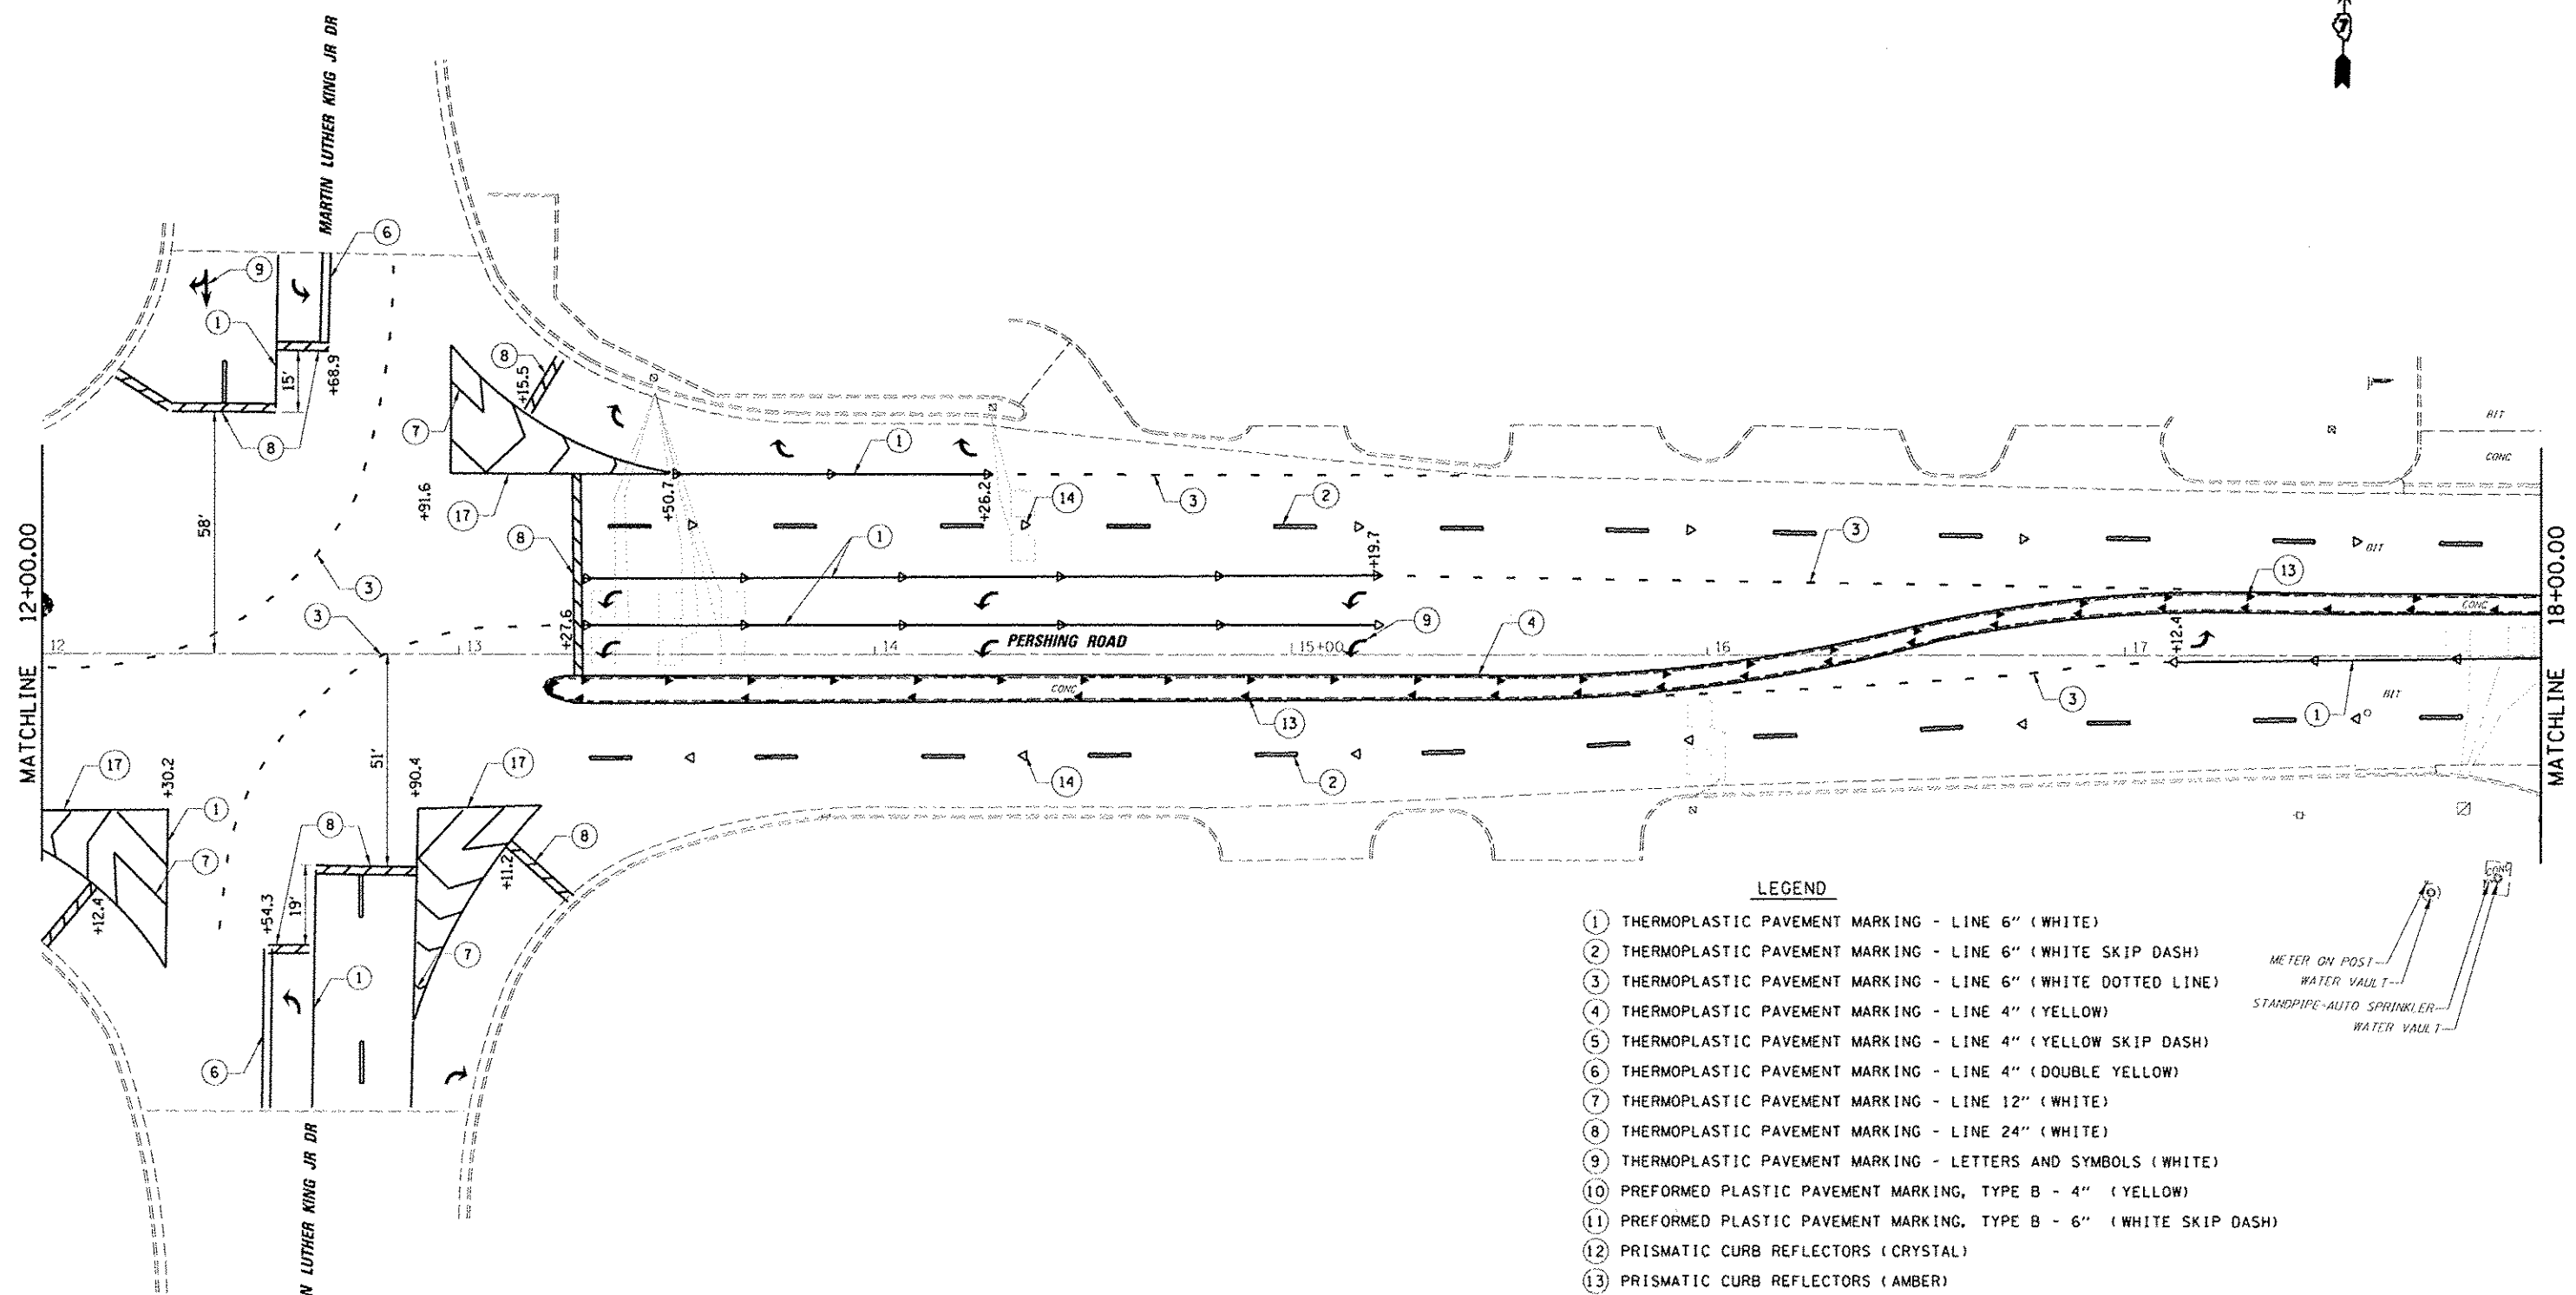 MARTIN LUTHER KING JR DR
6
9
1
15'
+68.9
8
58'
7
8
+15.5
+91.6
17
+50.7
1
+26.2
14
3
2
1
+19.7
3
BIT
13
CONC
BIT
CONC
MATCHLINE 12+00.00
MATCHLINE 18+00.00
8
3
3
+27.6
9
4
PERSHING ROAD
12
13
14
15+00
16
17
+12.4
CONC
13
3
1
BIT
51'
17
+30.2
1
8
7
+12.4
+54.3
19'
+90.4
17
8
+11.2
7
1
6
14
2
N LUTHER KING JR DR
LEGEND
1 THERMOPLASTIC PAVEMENT MARKING - LINE 6" (WHITE)
2 THERMOPLASTIC PAVEMENT MARKING - LINE 6" (WHITE SKIP DASH)
3 THERMOPLASTIC PAVEMENT MARKING - LINE 6" (WHITE DOTTED LINE)
4 THERMOPLASTIC PAVEMENT MARKING - LINE 4" (YELLOW)
5 THERMOPLASTIC PAVEMENT MARKING - LINE 4" (YELLOW SKIP DASH)
6 THERMOPLASTIC PAVEMENT MARKING - LINE 4" (DOUBLE YELLOW)
7 THERMOPLASTIC PAVEMENT MARKING - LINE 12" (WHITE)
8 THERMOPLASTIC PAVEMENT MARKING - LINE 24" (WHITE)
9 THERMOPLASTIC PAVEMENT MARKING - LETTERS AND SYMBOLS (WHITE)
10 PREFORMED PLASTIC PAVEMENT MARKING, TYPE B - 4" (YELLOW)
11 PREFORMED PLASTIC PAVEMENT MARKING, TYPE B - 6" (WHITE SKIP DASH)
12 PRISMATIC CURB REFLECTORS (CRYSTAL)
13 PRISMATIC CURB REFLECTORS (AMBER)
CONC
METER ON POST
WATER VAULT
STANDPIPE-AUTO SPRINKLER
WATER VAULT